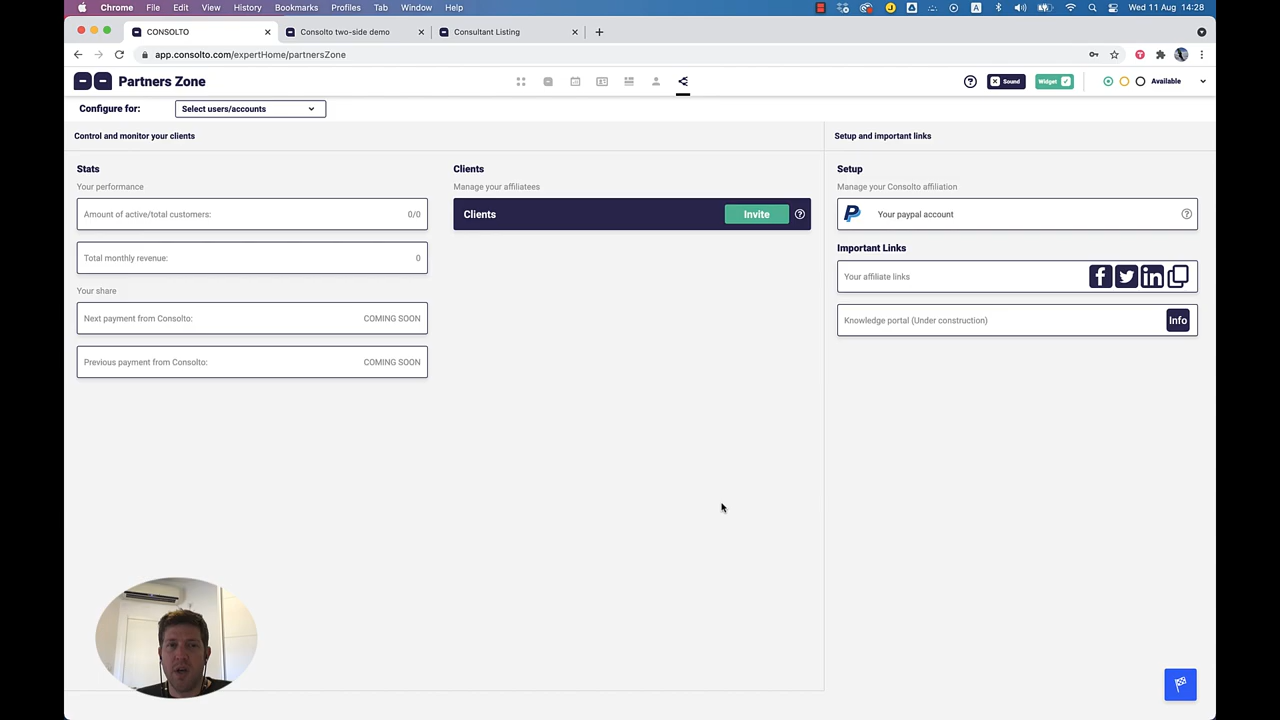 Chrome File Edit View History Bookmarks Profiles Tab Window Help
Wed 11 Aug 14:28
CONSOLTO
Consolto two-side demo
Consultant Listing
app.consolto.com/expertHome/partnersZone
Partners Zone
Sound
Widget
Available
Configure for:
Select users/accounts
Control and monitor your clients
Setup and important links
Stats
Your performance
Amount of active/total customers: 0/0
Total monthly revenue: 0
Your share
Next payment from Consolto: COMING SOON
Previous payment from Consolto: COMING SOON
Clients
Manage your affiliatees
Clients
Invite
Setup
Manage your Consolto affiliation
Your paypal account
Important Links
Your affiliate links
Knowledge portal (Under construction)
Info